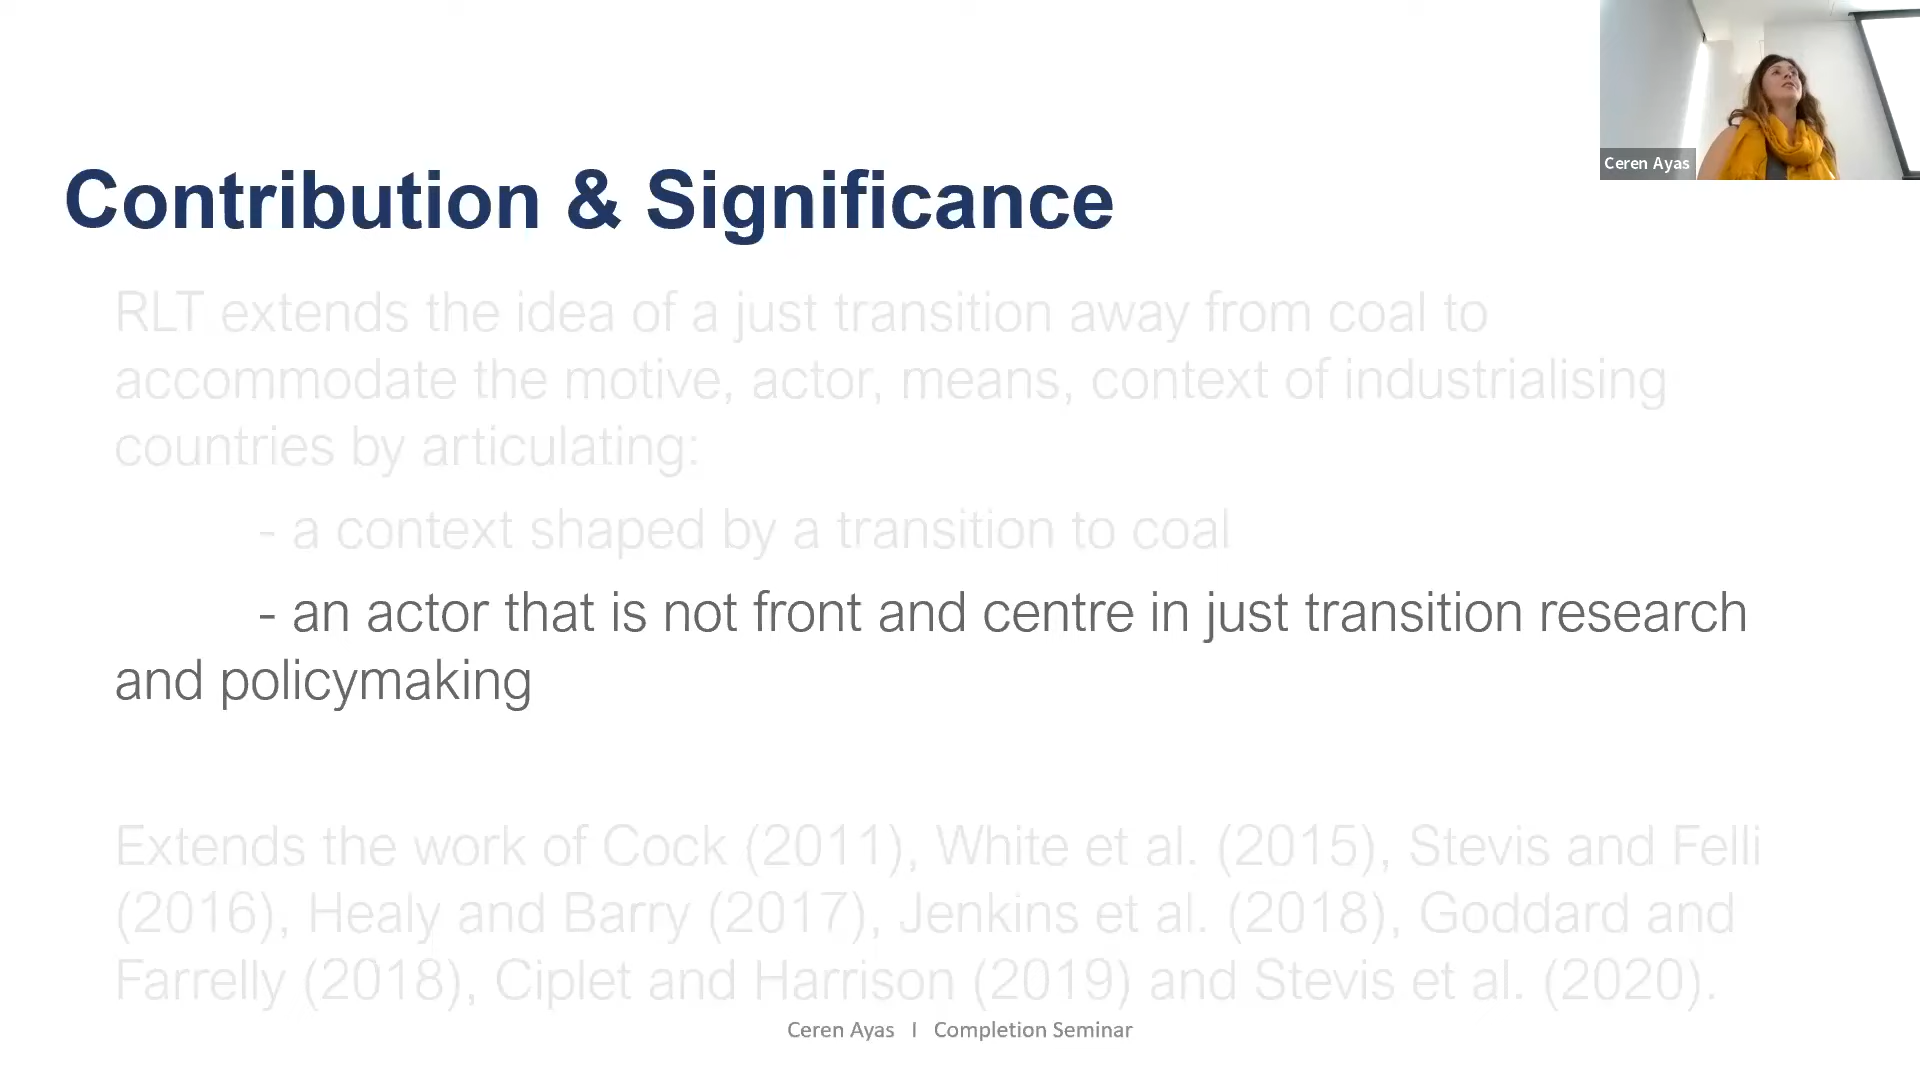 Ceren Ayas
Contribution & Significance
RLT extends the idea of a just transition away from coal to
accommodate the motive, actor, means, context of industrialising
countries by articulating:
- a context shaped by a transition to coal
- an actor that is not front and centre in just transition research
and policymaking
Extends the work of Cock (2011), White et al. (2015), Stevis and Felli
(2016), Healy and Barry (2017), Jenkins et al. (2018), Goddard and
Farrelly (2018), Ciplet and Harrison (2019) and Stevis et al. (2020).
Ceren Ayas I Completion Seminar